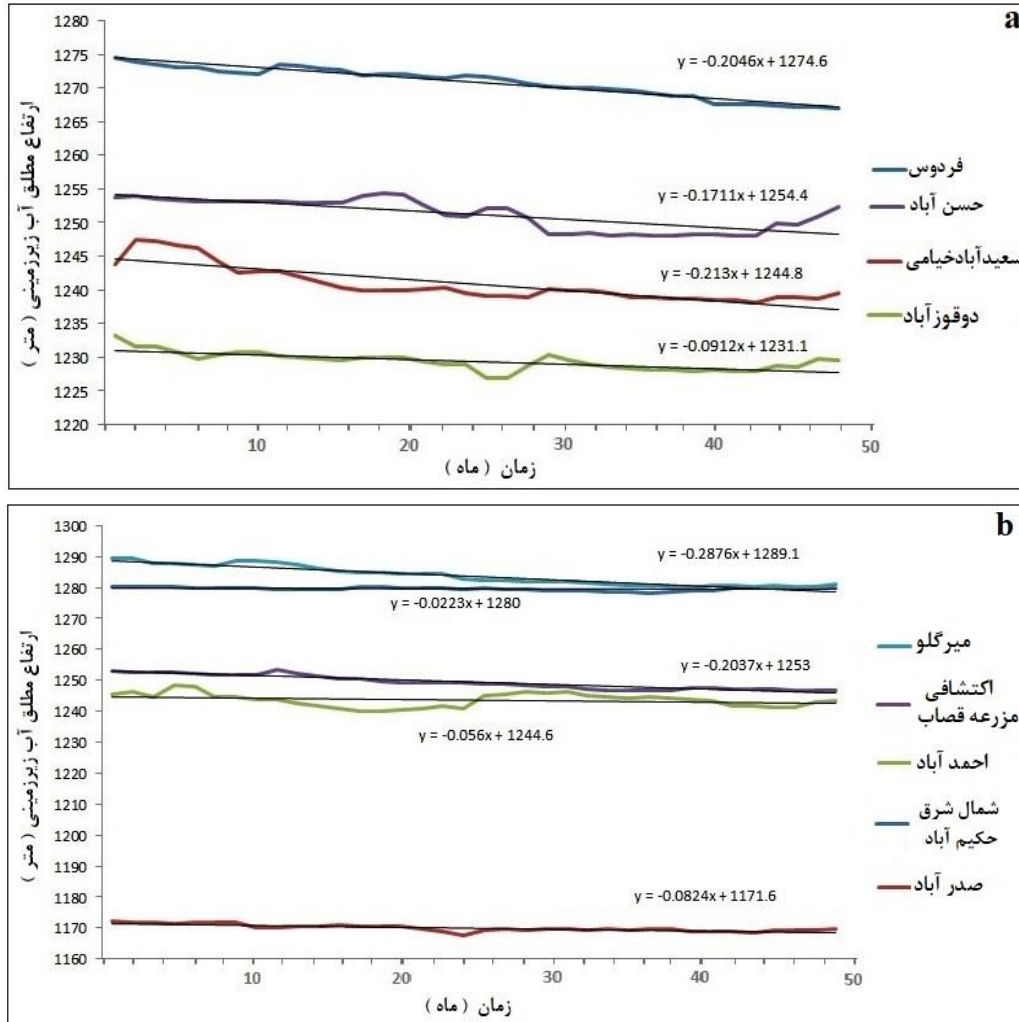 a
1280
1275
1270
1265
1260
1255
1250
1245
1240
1235
1230
1225
1220
ارتفاع مطلق آب زیرزمینی ( متر )
y = -0.2046x + 1274.6
y = -0.1711x + 1254.4
y = -0.213x + 1244.8
y = -0.0912x + 1231.1
10 20 30 40 50
زمان ( ماه )
فردوس
حسن آباد
سعیدآبادخیامی
دوقوزآباد
b
1300
1290
1280
1270
1260
1250
1240
1230
1220
1210
1200
1190
1180
1170
1160
ارتفاع مطلق آب زیرزمینی ( متر )
y = -0.2876x + 1289.1
y = -0.0223x + 1280
y = -0.2037x + 1253
y = -0.056x + 1244.6
y = -0.0824x + 1171.6
10 20 30 40 50
زمان ( ماه )
میرگلو
اکتشافی
مزرعه قصاب
احمد آباد
شمال شرق
حکیم آباد
صدر آباد